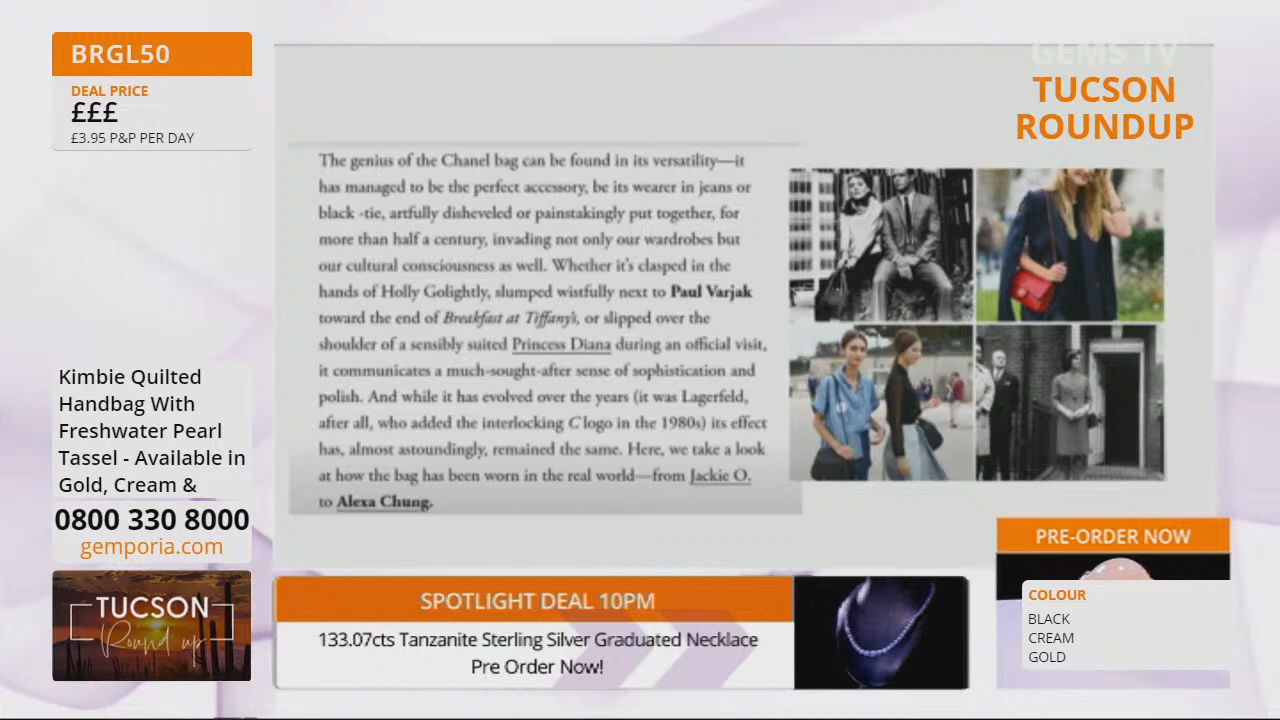 BRGL50
DEAL PRICE
£££
£3.95 P&P PER DAY
GEMS TV
TUCSON
ROUNDUP
The genius of the Chanel bag can be found in its versatility—it
has managed to be the perfect accessory, be its wearer in jeans or
black -tie, artfully disheveled or painstakingly put together, for
more than half a century, invading not only our wardrobes but
our cultural consciousness as well. Whether it's clasped in the
hands of Holly Golightly, slumped wistfully next to Paul Varjak
toward the end of Breakfast at Tiffany's, or slipped over the
shoulder of a sensibly suited Princess Diana during an official visit,
it communicates a much-sought-after sense of sophistication and
polish. And while it has evolved over the years (it was Lagerfeld,
after all, who added the interlocking C logo in the 1980s) its effect
has, almost astoundingly, remained the same. Here, we take a look
at how the bag has been worn in the real world—from Jackie O.
to Alexa Chung.
Kimbie Quilted
Handbag With
Freshwater Pearl
Tassel - Available in
Gold, Cream &
0800 330 8000
gemporia.com
TUCSON
Round up
SPOTLIGHT DEAL 10PM
133.07cts Tanzanite Sterling Silver Graduated Necklace
Pre Order Now!
PRE-ORDER NOW
COLOUR
BLACK
CREAM
GOLD